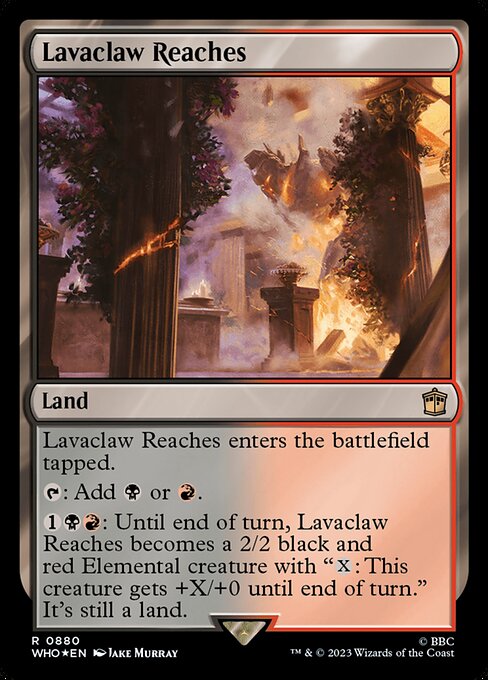 Lavaclaw Reaches
Land
Lavaclaw Reaches enters the battlefield
tapped.
: Add or .
1 : Until end of turn, Lavaclaw
Reaches becomes a 2/2 black and
red Elemental creature with “X: This
creature gets +X/+0 until end of turn.”
It's still a land.
R 0880
WHO★EN Jake Murray
© BBC
™ & © 2023 Wizards of the Coast